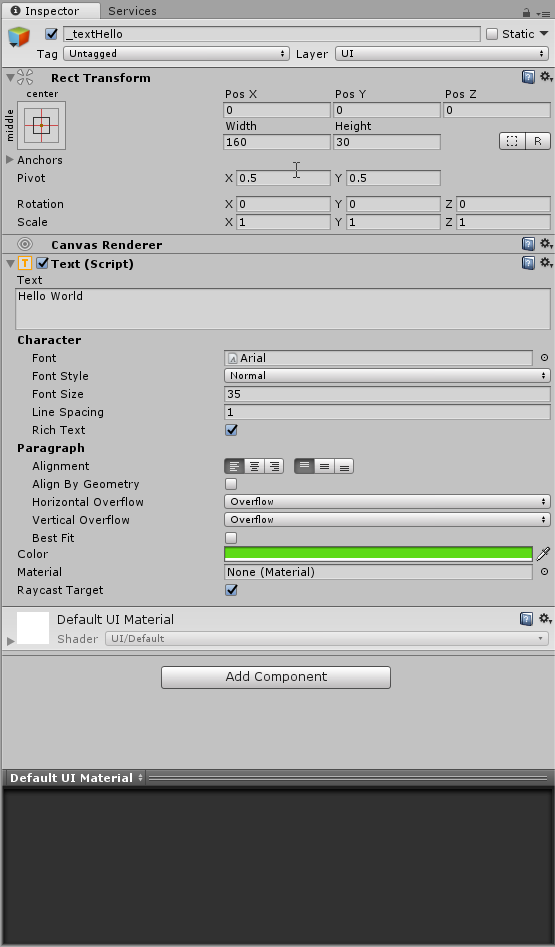 Inspector Services
_textHello Static
Tag Untagged Layer UI
Rect Transform
center
middle
Pos X Pos Y Pos Z
0 0 0
Width Height
160 30
R
Anchors
Pivot X 0.5 Y 0.5
Rotation X 0 Y 0 Z 0
Scale X 1 Y 1 Z 1
Canvas Renderer
T Text (Script)
Text
Hello World
Character
Font Arial
Font Style Normal
Font Size 35
Line Spacing 1
Rich Text
Paragraph
Alignment
Align By Geometry
Horizontal Overflow Overflow
Vertical Overflow Overflow
Best Fit
Color
Material None (Material)
Raycast Target
Default UI Material
Shader UI/Default
Add Component
Default UI Material